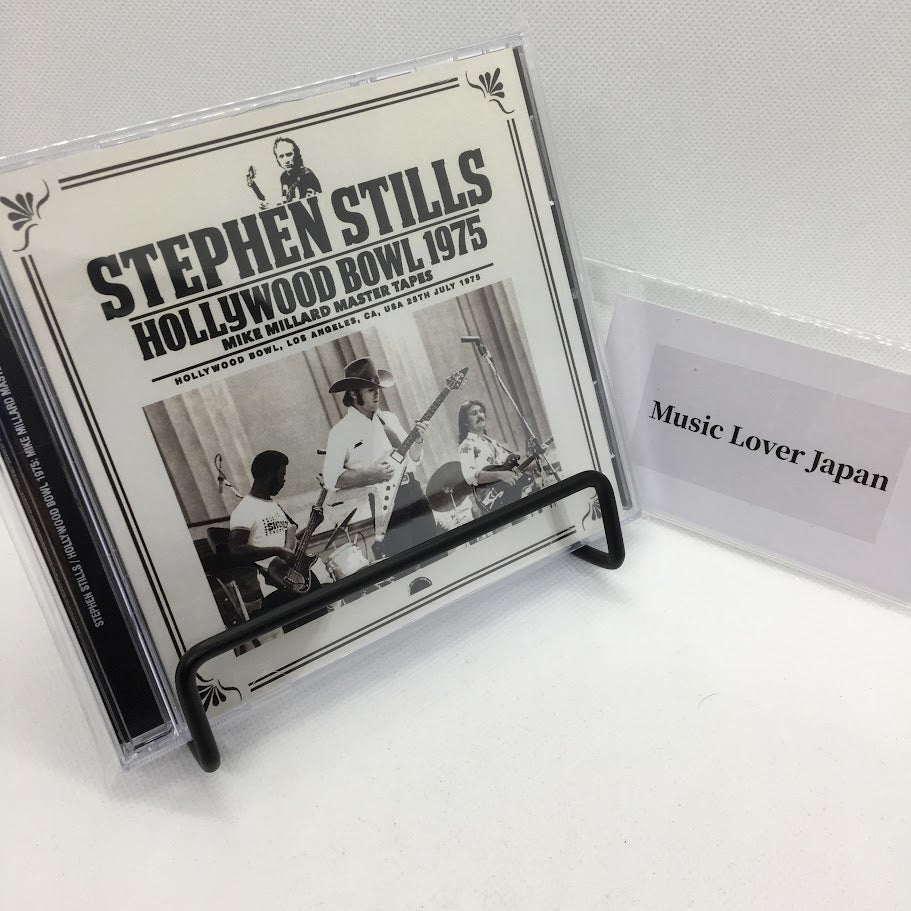 STEPHEN STILLS
HOLLYWOOD BOWL 1975
MIKE MILLARD MASTER TAPES
HOLLYWOOD BOWL, LOS ANGELES, CA, USA 25TH JULY 1975
STEPHEN STILLS / HOLLYWOOD BOWL 1975: MIKE MILLARD
Music Lover Japan